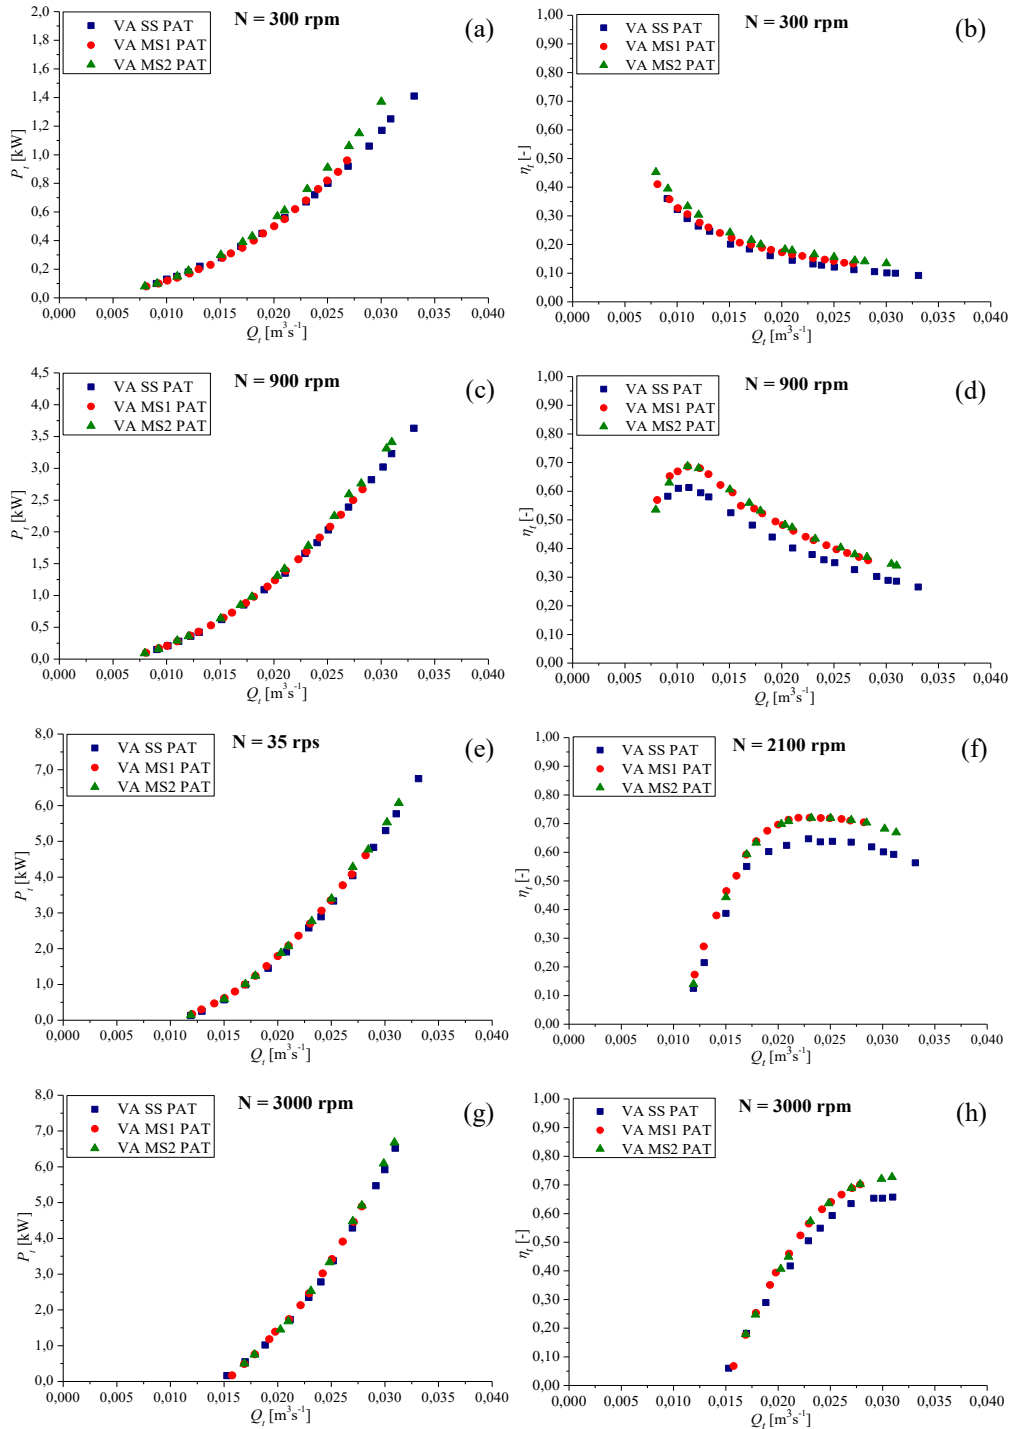 N = 300 rpm
(a)
VA SS PAT
VA MS1 PAT
VA MS2 PAT
2,0
1,8
1,6
1,4
1,2
1,0
0,8
0,6
0,4
0,2
0,0
P_t [kW]
0,000 0,005 0,010 0,015 0,020 0,025 0,030 0,035 0,040
Q_t [m³s⁻¹]
N = 300 rpm
(b)
VA SS PAT
VA MS1 PAT
VA MS2 PAT
1,00
0,90
0,80
0,70
0,60
0,50
0,40
0,30
0,20
0,10
0,00
η_t [-]
0,000 0,005 0,010 0,015 0,020 0,025 0,030 0,035 0,040
Q_t [m³s⁻¹]
N = 900 rpm
(c)
VA SS PAT
VA MS1 PAT
VA MS2 PAT
4,5
4,0
3,5
3,0
2,5
2,0
1,5
1,0
0,5
0,0
P_t [kW]
0,000 0,005 0,010 0,015 0,020 0,025 0,030 0,035 0,040
Q_t [m³s⁻¹]
N = 900 rpm
(d)
VA SS PAT
VA MS1 PAT
VA MS2 PAT
1,00
0,90
0,80
0,70
0,60
0,50
0,40
0,30
0,20
0,10
0,00
η_t [-]
0,000 0,005 0,010 0,015 0,020 0,025 0,030 0,035 0,040
Q_t [m³s⁻¹]
N = 35 rps
(e)
VA SS PAT
VA MS1 PAT
VA MS2 PAT
8,0
7,0
6,0
5,0
4,0
3,0
2,0
1,0
0,0
P_t [kW]
0,000 0,005 0,010 0,015 0,020 0,025 0,030 0,035 0,040
Q_t [m³s⁻¹]
N = 2100 rpm
(f)
VA SS PAT
VA MS1 PAT
VA MS2 PAT
1,00
0,90
0,80
0,70
0,60
0,50
0,40
0,30
0,20
0,10
0,00
η_t [-]
0,000 0,005 0,010 0,015 0,020 0,025 0,030 0,035 0,040
Q_t [m³s⁻¹]
N = 3000 rpm
(g)
VA SS PAT
VA MS1 PAT
VA MS2 PAT
8,0
7,0
6,0
5,0
4,0
3,0
2,0
1,0
0,0
P_t [kW]
0,000 0,005 0,010 0,015 0,020 0,025 0,030 0,035 0,040
Q_t [m³s⁻¹]
N = 3000 rpm
(h)
VA SS PAT
VA MS1 PAT
VA MS2 PAT
1,00
0,90
0,80
0,70
0,60
0,50
0,40
0,30
0,20
0,10
0,00
η_t [-]
0,000 0,005 0,010 0,015 0,020 0,025 0,030 0,035 0,040
Q_t [m³s⁻¹]